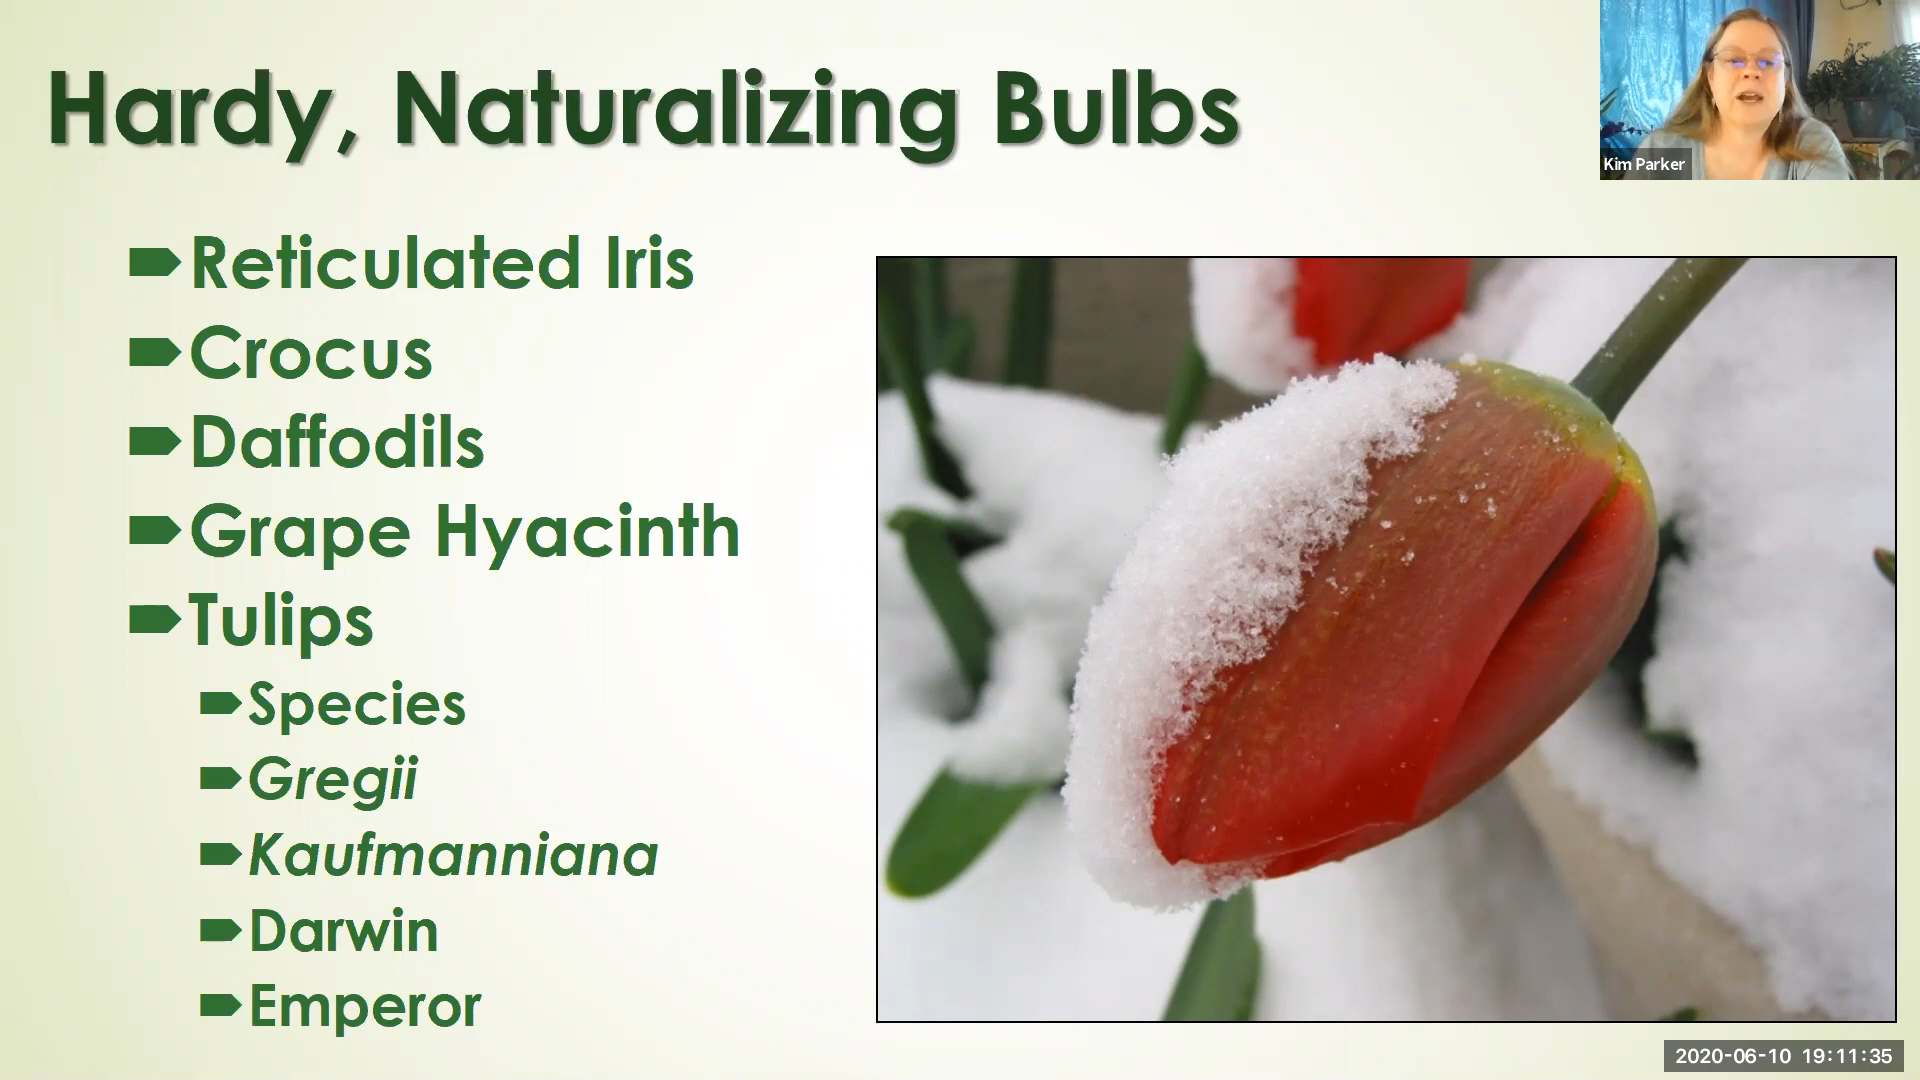 Hardy, Naturalizing Bulbs
Kim Parker
Reticulated Iris
Crocus
Daffodils
Grape Hyacinth
Tulips
Species
Gregii
Kaufmanniana
Darwin
Emperor
2020-06-10 19:11:35